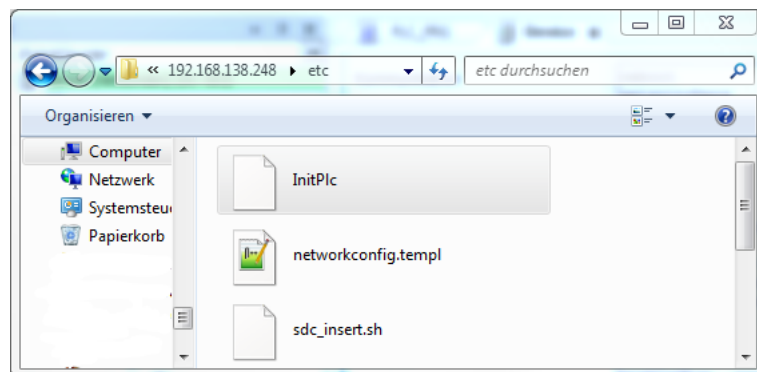 « 192.168.138.248 ▸ etc
etc durchsuchen
Organisieren
Computer
Netzwerk
Systemsteu
Papierkorb
InitPlc
networkconfig.templ
sdc_insert.sh